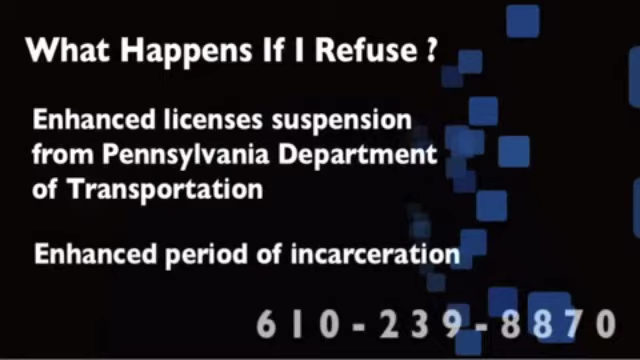 What Happens If I Refuse ?
Enhanced licenses suspension
from Pennsylvania Department
of Transportation
Enhanced period of incarceration
610-239-8870